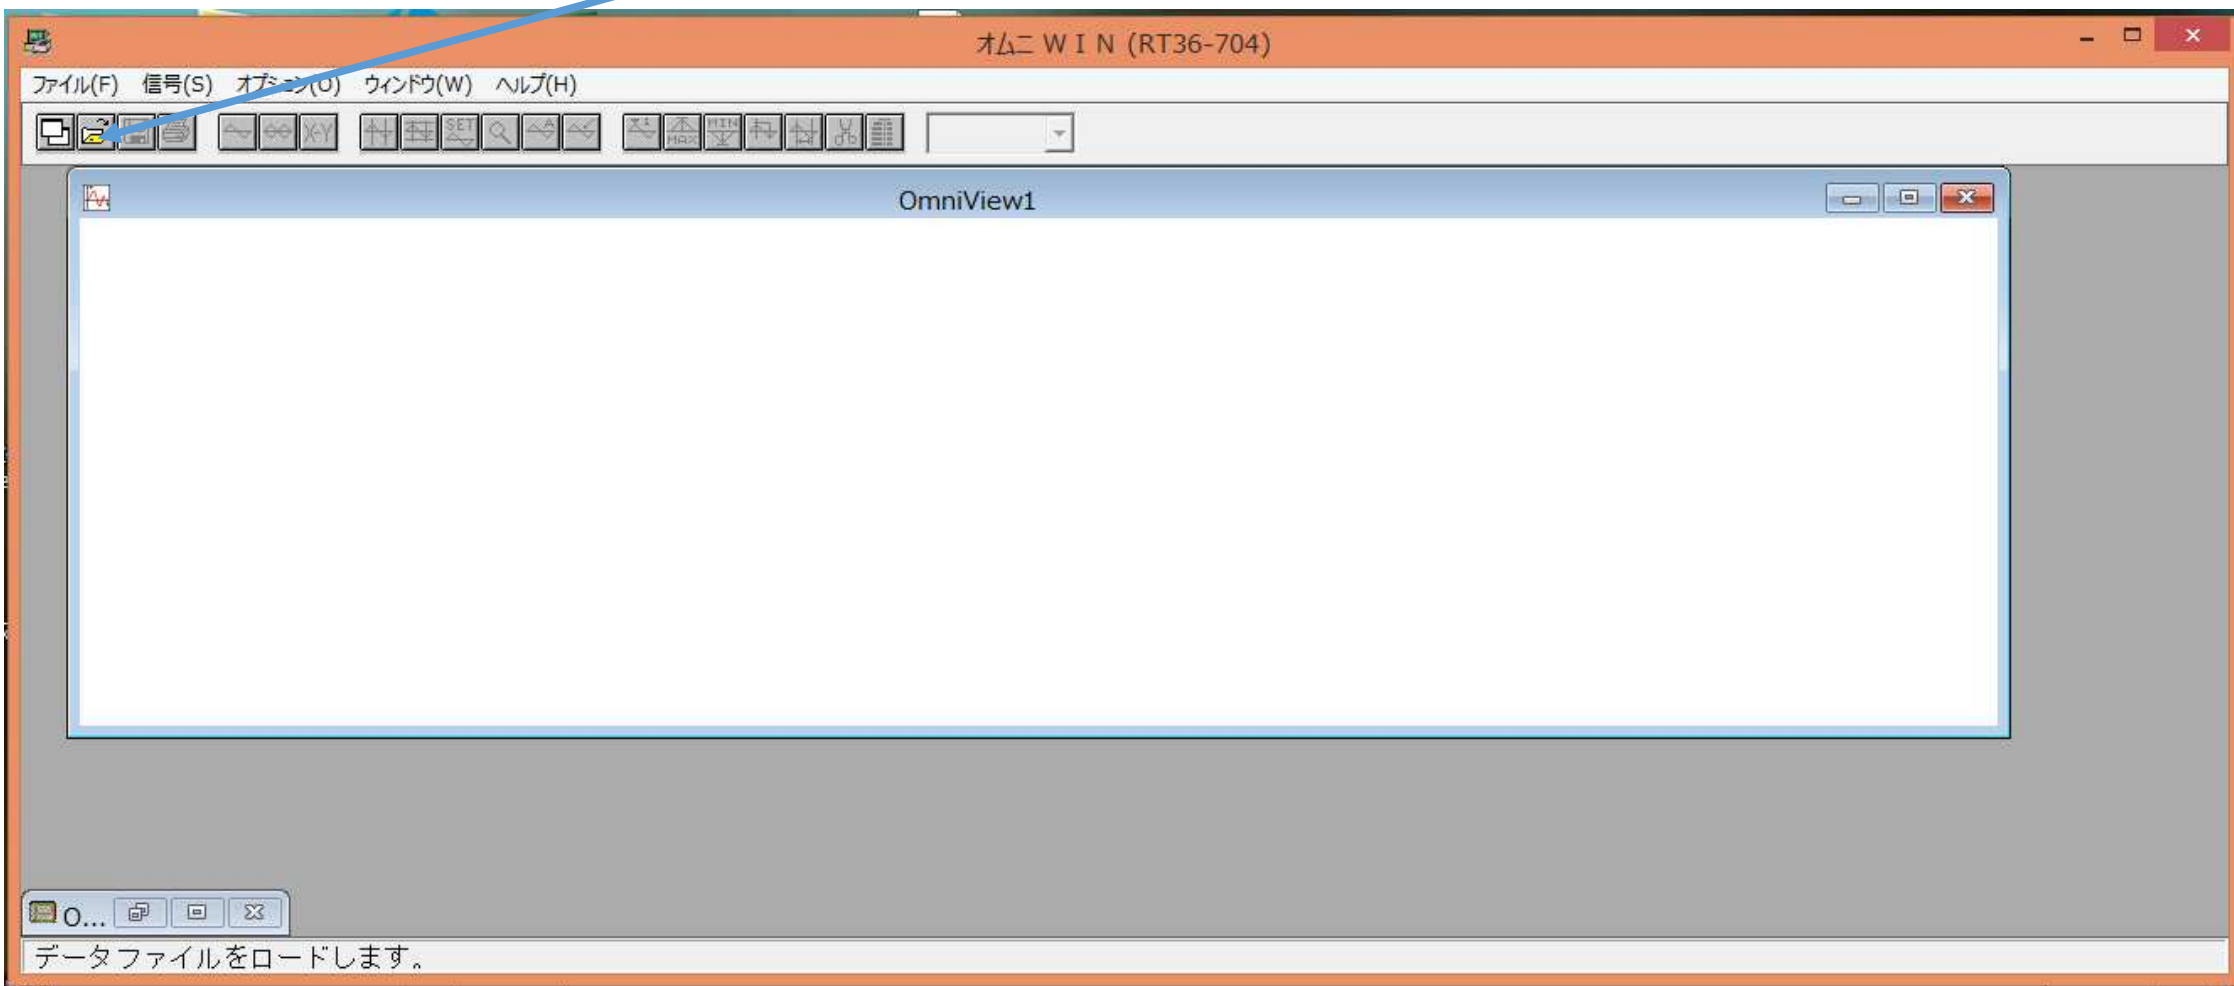 オムニ W I N (RT36-704)
ファイル(F) 信号(S) オプション(O) ウィンドウ(W) ヘルプ(H)
X-Y SET A MAX MIN
OmniView1
O...
データファイルをロードします。